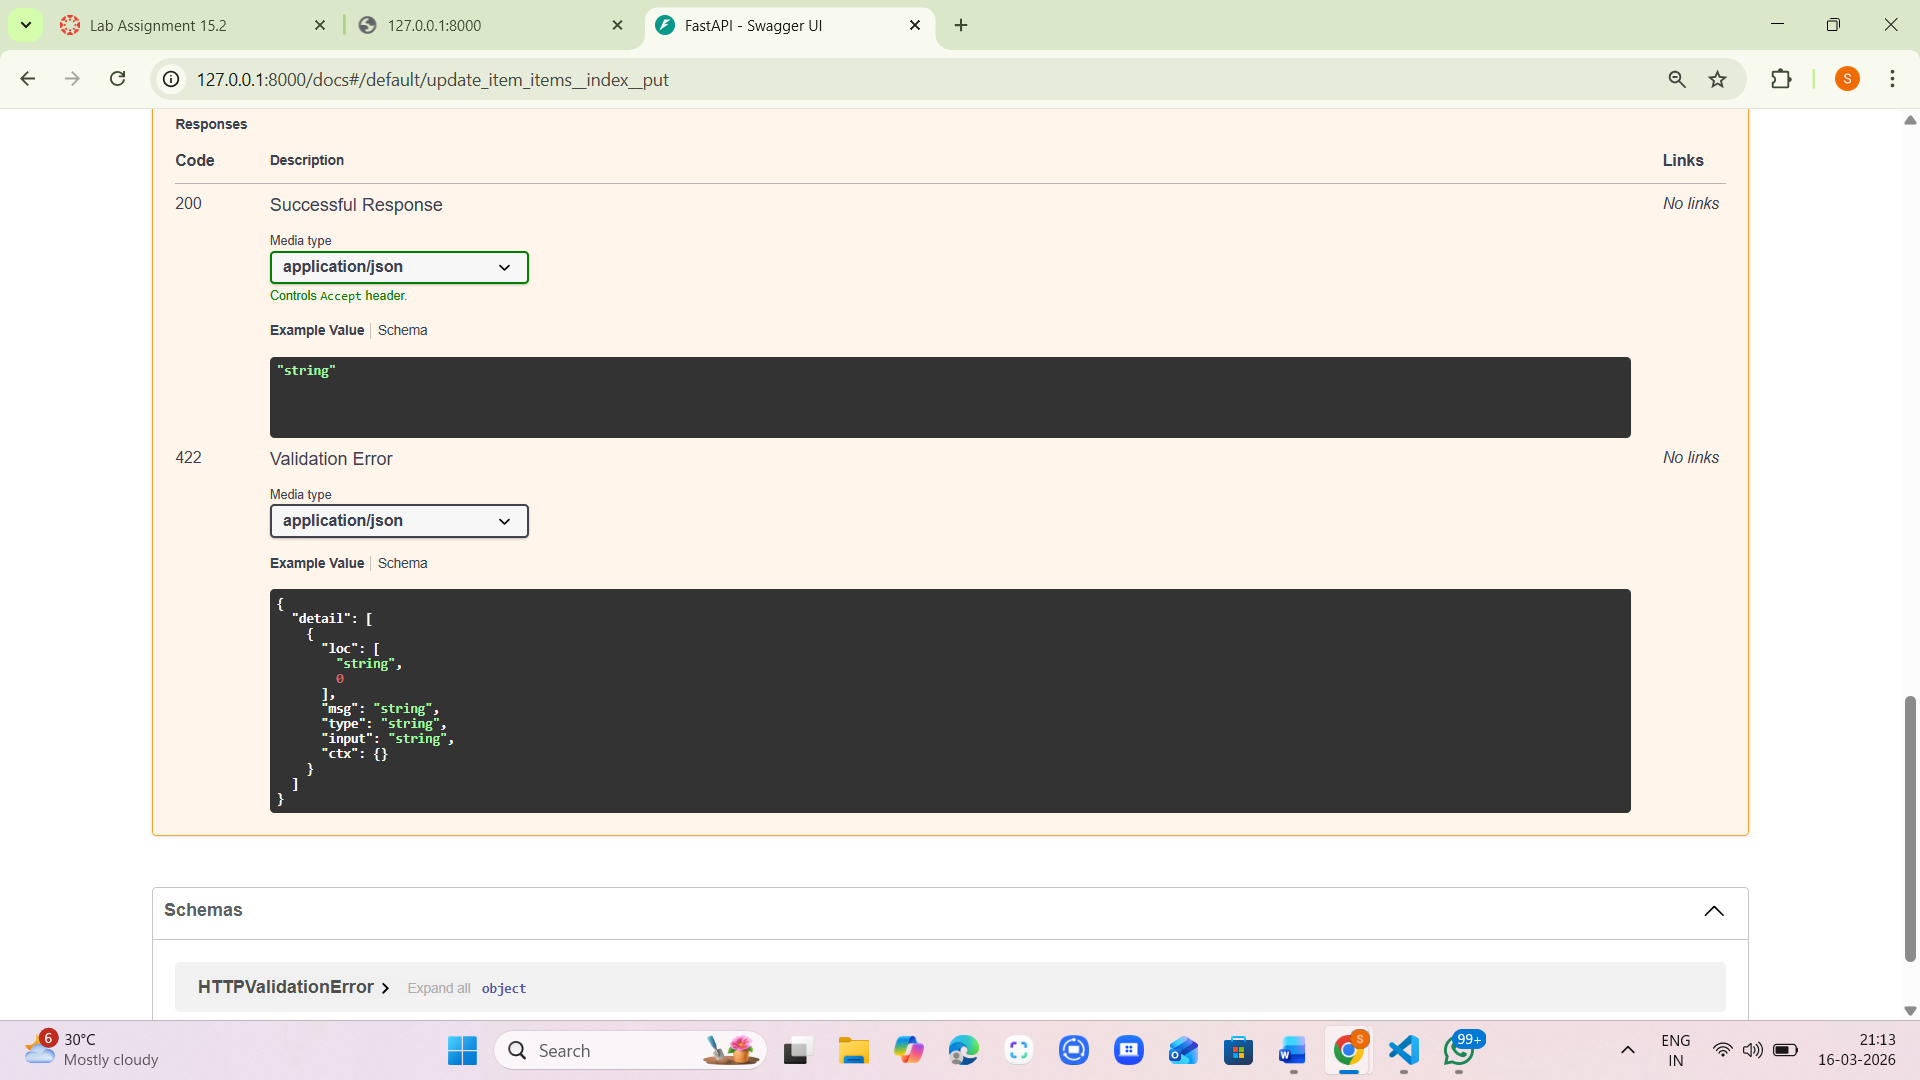 Lab Assignment 15.2
127.0.0.1:8000
FastAPI - Swagger UI
127.0.0.1:8000/docs#/default/update_item_items__index__put
S
Responses
Code Description Links
200 Successful Response No links
Media type
application/json
Controls Accept header.
Example Value Schema
"string"
422 Validation Error No links
Media type
application/json
Example Value Schema
{
"detail": [
{
"loc": [
"string",
0
],
"msg": "string",
"type": "string",
"input": "string",
"ctx": {}
}
]
}
Schemas
HTTPValidationError Expand all object
6
30°C
Mostly cloudy
Search
W
S
99+
ENG
IN
21:13
16-03-2026